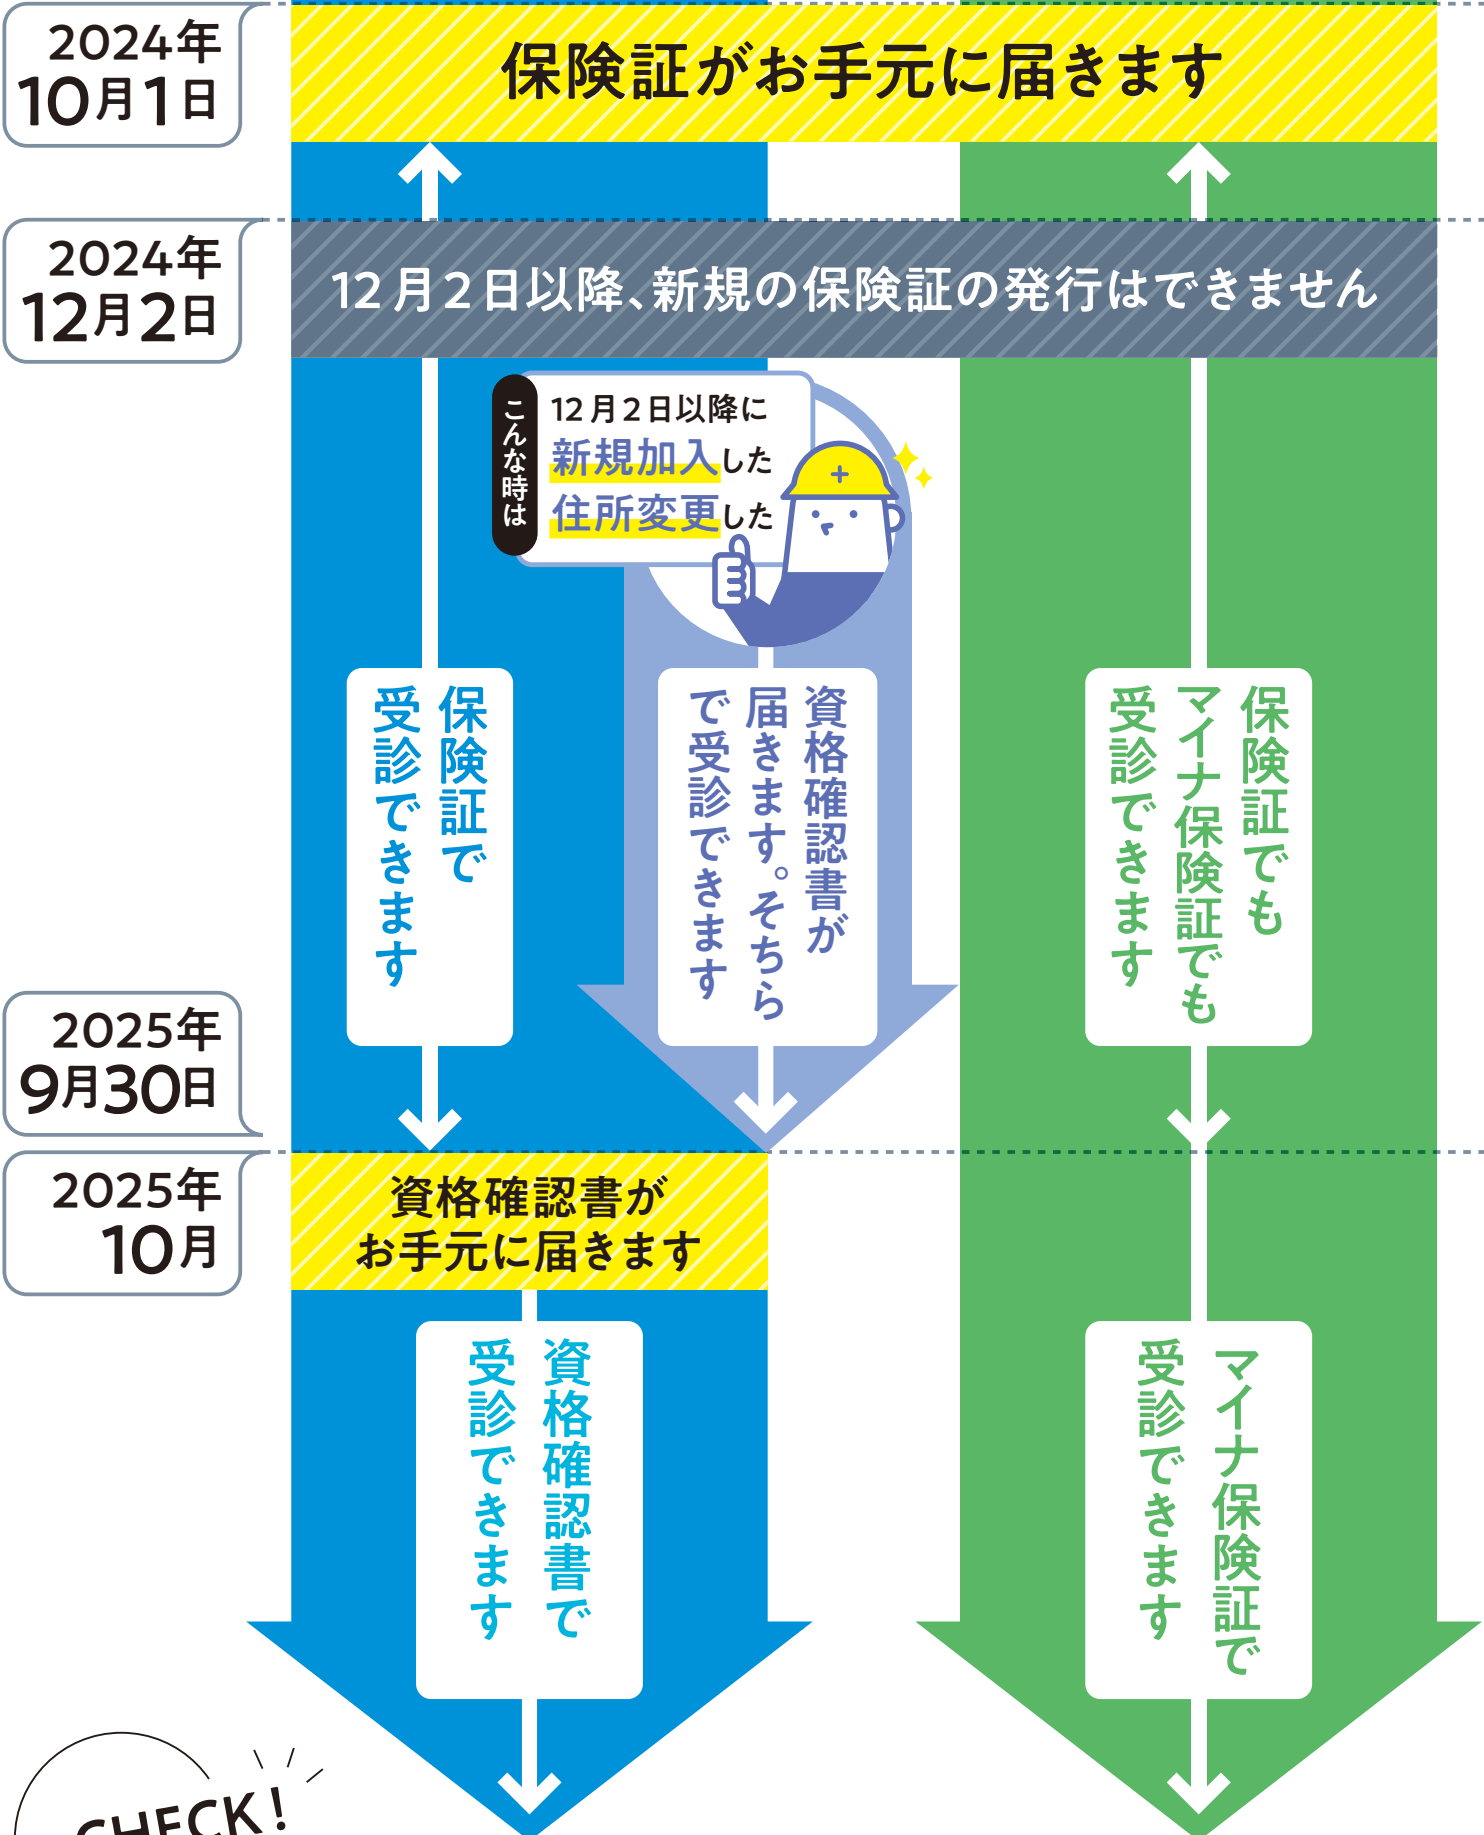 2024年
10月1日
保険証がお手元に届きます
2024年
12月2日
12月2日以降、新規の保険証の発行はできません
こんな時は
12月2日以降に
新規加入した
住所変更した
保険証で
受診できます
資格確認書が
届きます。そちら
で受診できます
保険証でも
マイナ保険証でも
受診できます
2025年
9月30日
2025年
10月
資格確認書が
お手元に届きます
資格確認書で
受診できます
マイナ保険証で
受診できます
CHECK!